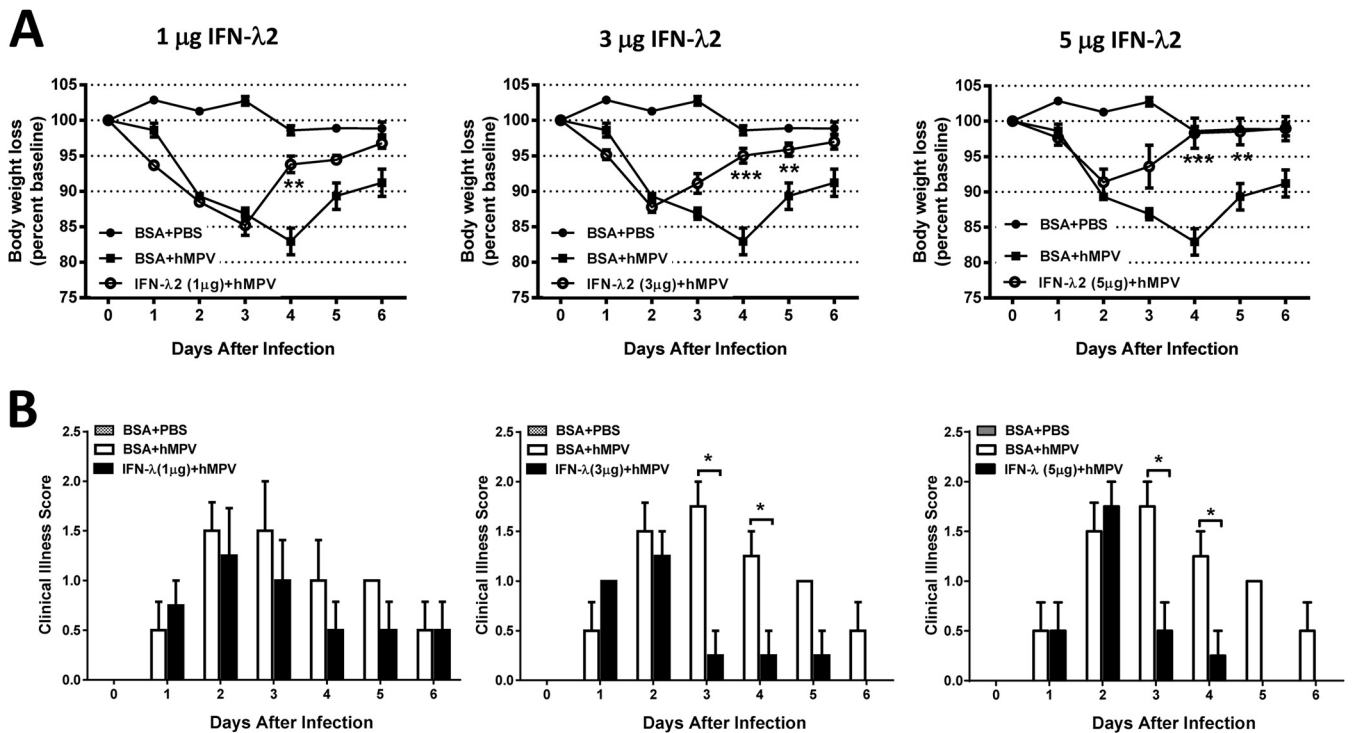 A
1 μg IFN-λ2
3 μg IFN-λ2
5 μg IFN-λ2
Body weight loss
(percent baseline)
105
100
95
90
85
80
75
BSA+PBS
BSA+hMPV
IFN-λ2 (1μg)+hMPV
**
0 1 2 3 4 5 6
Days After Infection
Body weight loss
(percent baseline)
105
100
95
90
85
80
75
BSA+PBS
BSA+hMPV
IFN-λ2 (3μg)+hMPV
*** **
0 1 2 3 4 5 6
Days After Infection
Body weight loss
(percent baseline)
105
100
95
90
85
80
75
BSA+PBS
BSA+hMPV
IFN-λ2 (5μg)+hMPV
*** **
0 1 2 3 4 5 6
Days After Infection
B
Clinical Illness Score
2.5
2.0
1.5
1.0
0.5
0.0
BSA+PBS
BSA+hMPV
IFN-λ(1μg)+hMPV
0 1 2 3 4 5 6
Days After Infection
Clinical Illness Score
2.5
2.0
1.5
1.0
0.5
0.0
BSA+PBS
BSA+hMPV
IFN-λ(3μg)+hMPV
*
*
0 1 2 3 4 5 6
Days After Infection
Clinical Illness Score
2.5
2.0
1.5
1.0
0.5
0.0
BSA+PBS
BSA+hMPV
IFN-λ (5μg)+hMPV
*
*
0 1 2 3 4 5 6
Days After Infection